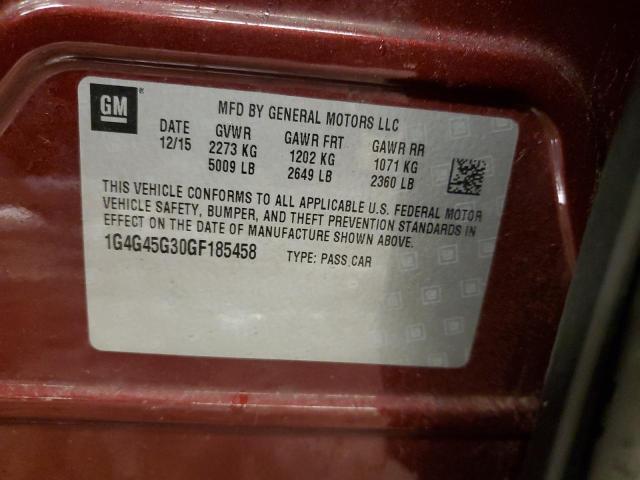 GM ®
MFD BY GENERAL MOTORS LLC
DATE GVWR GAWR FRT GAWR RR
12/15 2273 KG 1202 KG 1071 KG
5009 LB 2649 LB 2360 LB
THIS VEHICLE CONFORMS TO ALL APPLICABLE U.S. FEDERAL MOTOR
VEHICLE SAFETY, BUMPER, AND THEFT PREVENTION STANDARDS IN
EFFECT ON THE DATE OF MANUFACTURE SHOWN ABOVE.
1G4G45G30GF185458 TYPE: PASS CAR